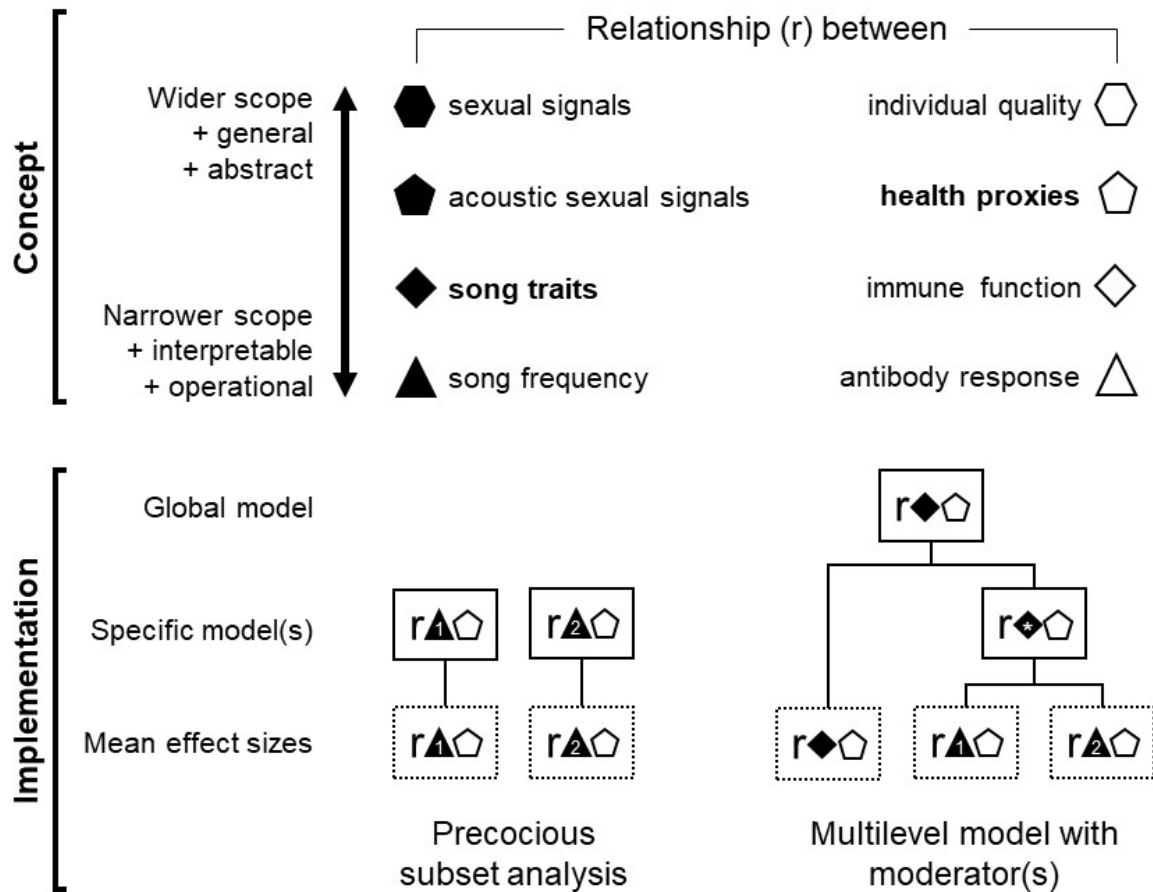 Concept
Relationship (r) between
Wider scope
+ general
+ abstract
Narrower scope
+ interpretable
+ operational
sexual signals
individual quality
acoustic sexual signals
health proxies
song traits
immune function
song frequency
antibody response
Implementation
Global model
r
Specific model(s)
r 1
r 2
r *
Mean effect sizes
r 1
r 2
r
r 1
r 2
Precocious
subset analysis
Multilevel model with
moderator(s)